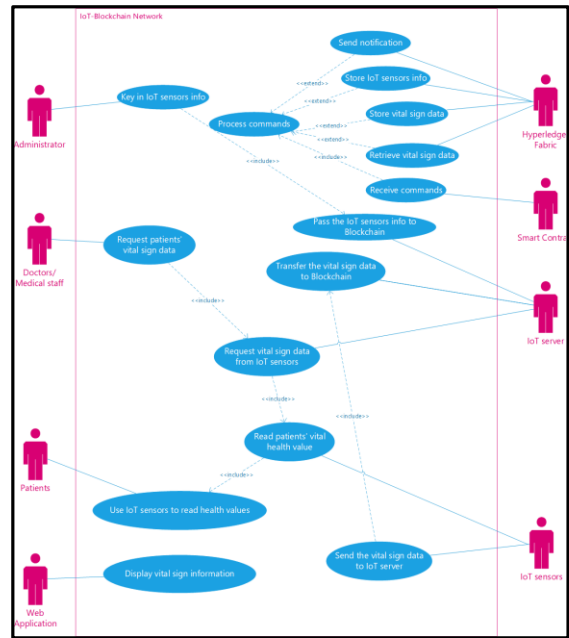 IoT-Blockchain Network
Send notification
<<extend>>
Store IoT sensors info
Key in IoT sensors info
<<extend>>
Store vital sign data
Administrator
Process commands
<<extend>>
Hyperledge
Fabric
<<extend>>
Retrieve vital sign data
<<include>>
<<include>>
Receive commands
Pass the IoT sensors info to
Blockchain
Smart Contra
Doctors/
Medical staff
Request patients'
vital sign data
Transfer the vital sign data
to Blockchain
<<include>>
IoT server
Request vital sign data
from IoT sensors
<<include>>
<<include>>
Read patients' vital
health value
<<include>>
Patients
Use IoT sensors to read health values
Send the vital sign data
to IoT server
IoT sensors
Display vital sign information
Web
Application